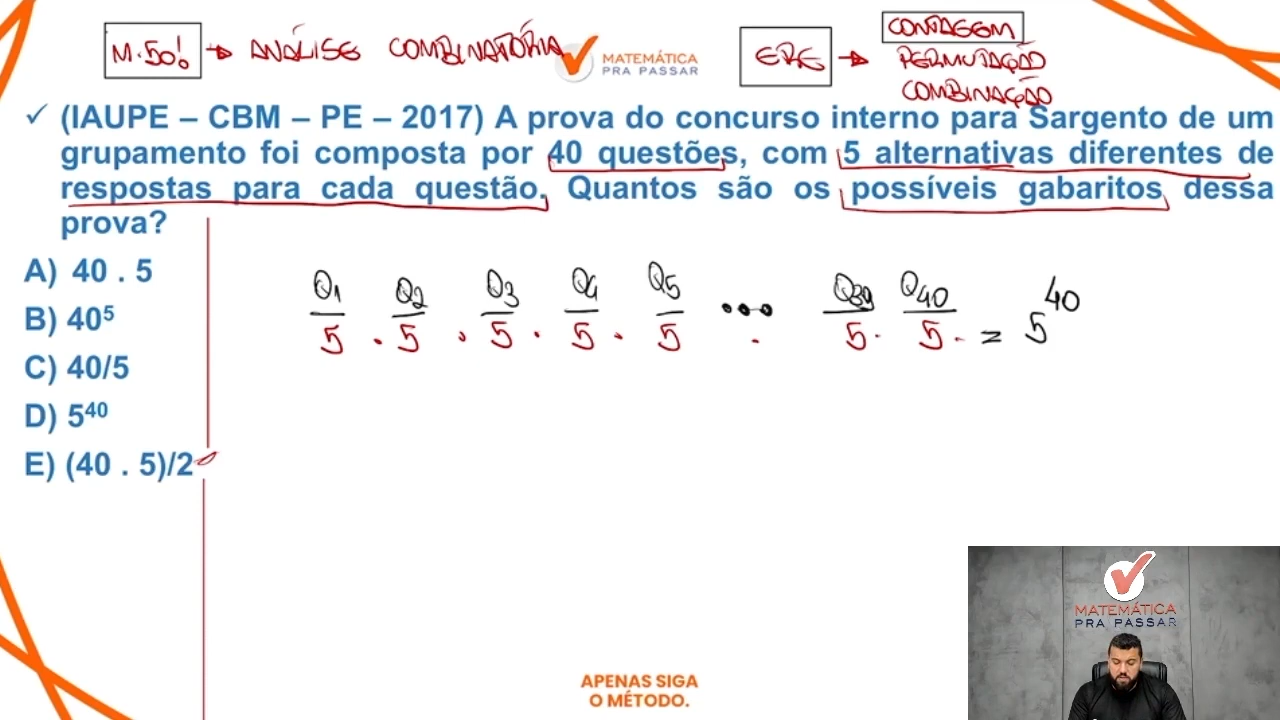 M.50! → ANÁLISE COMBINATÓRIA
MATEMÁTICA
PRA PASSAR
ERE →
CONTAGEM
PERMUTAÇÃO
COMBINAÇÃO
✓ (IAUPE – CBM – PE – 2017) A prova do concurso interno para Sargento de um
grupamento foi composta por 40 questões, com 5 alternativas diferentes de
respostas para cada questão. Quantos são os possíveis gabaritos dessa
prova?
A) 40 . 5
B) 40⁵
C) 40/5
D) 5⁴⁰
E) (40 . 5)/2
Q1 Q2 Q3 Q4 Q5 ... Q39 Q40
5 . 5 . 5 . 5 . 5 . 5 . 5 . = 5⁴⁰
MATEMÁTICA
PRA PASSAR
APENAS SIGA
O MÉTODO.